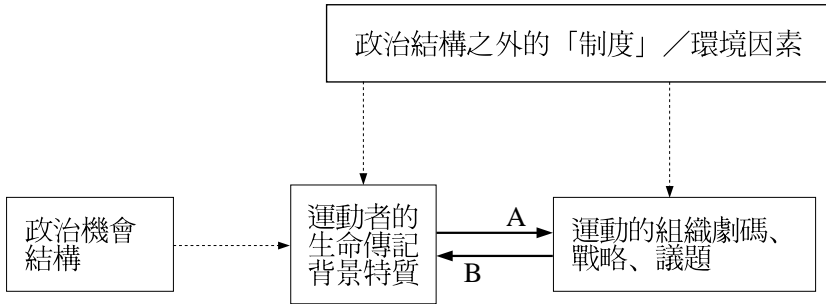 政治結構之外的「制度」／環境因素
政治機會
結構
運動者的
生命傳記
背景特質
A
B
運動的組織劇碼、
戰略、議題